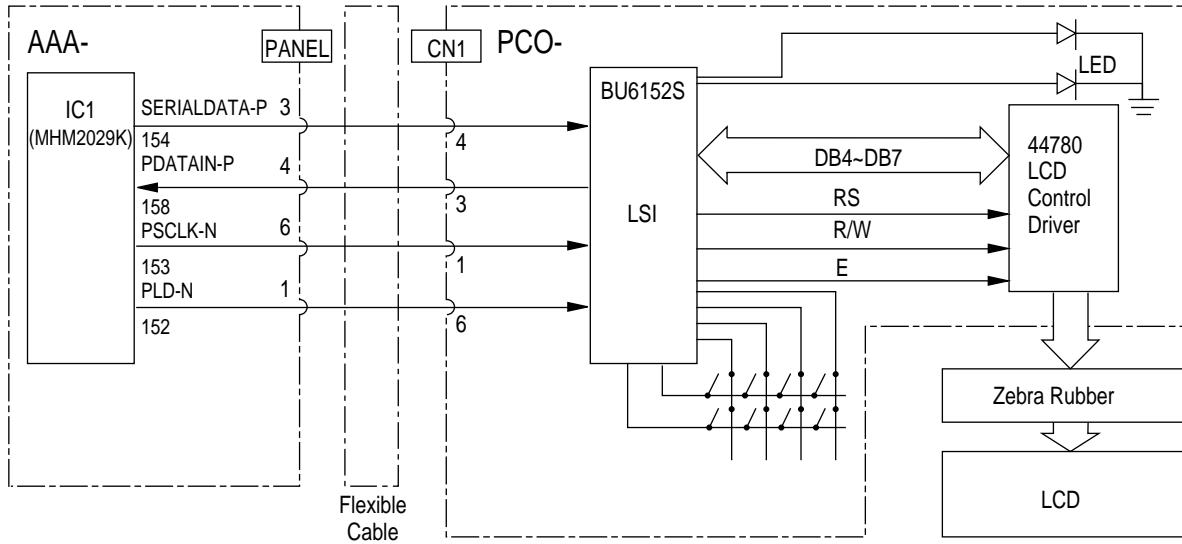 AAA-
PANEL
CN1
PCO-
IC1
(MHM2029K)
SERIALDATA-P
3
154
4
PDATAIN-P
4
158
3
PSCLK-N
6
153
1
PLD-N
1
152
6
BU6152S
LSI
LED
DB4~DB7
RS
R/W
E
44780
LCD
Control
Driver
Zebra Rubber
LCD
Flexible
Cable